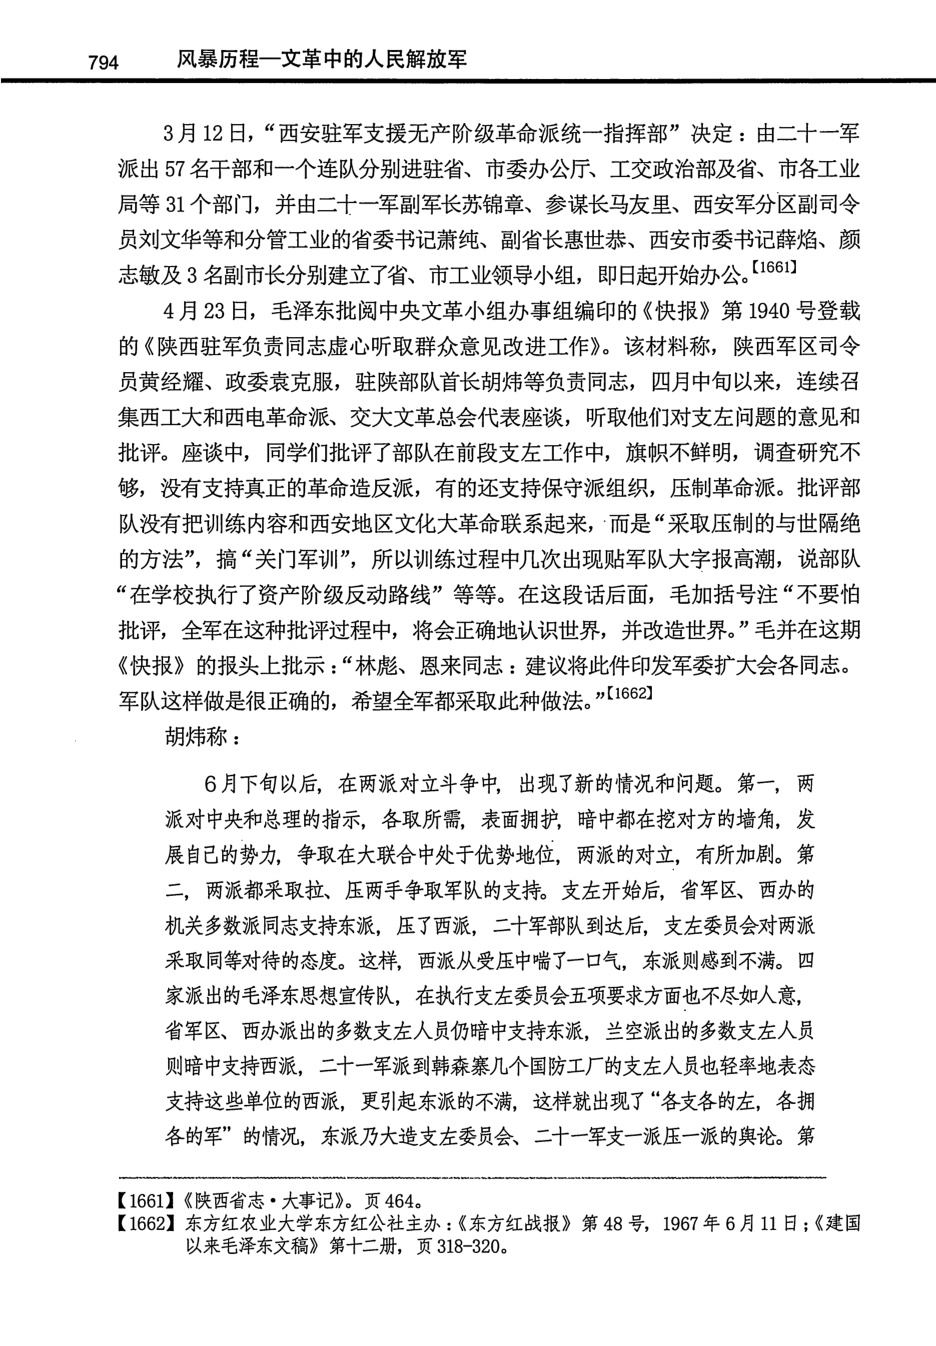 794 风暴历程—文革中的人民解放军
3月12日，“西安驻军支援无产阶级革命派统一指挥部”决定：由二十一军
派出57名干部和一个连队分别进驻省、市委办公厅、工交政治部及省、市各工业
局等31个部门，并由二十一军副军长苏锦章、参谋长马友里、西安军分区副司令
员刘文华等和分管工业的省委书记萧纯、副省长惠世恭、西安市委书记薛焰、颜
志敏及3名副市长分别建立了省、市工业领导小组，即日起开始办公。【1661】
4月23日，毛泽东批阅中央文革小组办事组编印的《快报》第1940号登载
的《陕西驻军负责同志虚心听取群众意见改进工作》。该材料称，陕西军区司令
员黄经耀、政委袁克服，驻陕部队首长胡炜等负责同志，四月中旬以来，连续召
集西工大和西电革命派、交大文革总会代表座谈，听取他们对支左问题的意见和
批评。座谈中，同学们批评了部队在前段支左工作中，旗帜不鲜明，调查研究不
够，没有支持真正的革命造反派，有的还支持保守派组织，压制革命派。批评部
队没有把训练内容和西安地区文化大革命联系起来，而是“采取压制的与世隔绝
的方法”，搞“关门军训”，所以训练过程中几次出现贴军队大字报高潮，说部队
“在学校执行了资产阶级反动路线”等等。在这段话后面，毛加括号注“不要怕
批评，全军在这种批评过程中，将会正确地认识世界，并改造世界。”毛并在这期
《快报》的报头上批示：“林彪、恩来同志：建议将此件印发军委扩大会各同志。
军队这样做是很正确的，希望全军都采取此种做法。”【1662】
胡炜称：
6月下旬以后，在两派对立斗争中，出现了新的情况和问题。第一，两
派对中央和总理的指示，各取所需，表面拥护，暗中都在挖对方的墙角，发
展自己的势力，争取在大联合中处于优势地位，两派的对立，有所加剧。第
二，两派都采取拉、压两手争取军队的支持。支左开始后，省军区、西办的
机关多数派同志支持东派，压了西派，二十军部队到达后，支左委员会对两派
采取同等对待的态度。这样，西派从受压中喘了一口气，东派则感到不满。四
家派出的毛泽东思想宣传队，在执行支左委员会五项要求方面也不尽如人意，
省军区、西办派出的多数支左人员仍暗中支持东派，兰空派出的多数支左人员
则暗中支持西派，二十一军派到韩森寨几个国防工厂的支左人员也轻率地表态
支持这些单位的西派，更引起东派的不满，这样就出现了“各支各的左，各拥
各的军”的情况，东派乃大造支左委员会、二十一军支一派压一派的舆论。第
【1661】《陕西省志·大事记》。页464。
【1662】东方红农业大学东方红公社主办：《东方红战报》第48号，1967年6月11日；《建国
以来毛泽东文稿》第十二册，页318-320。